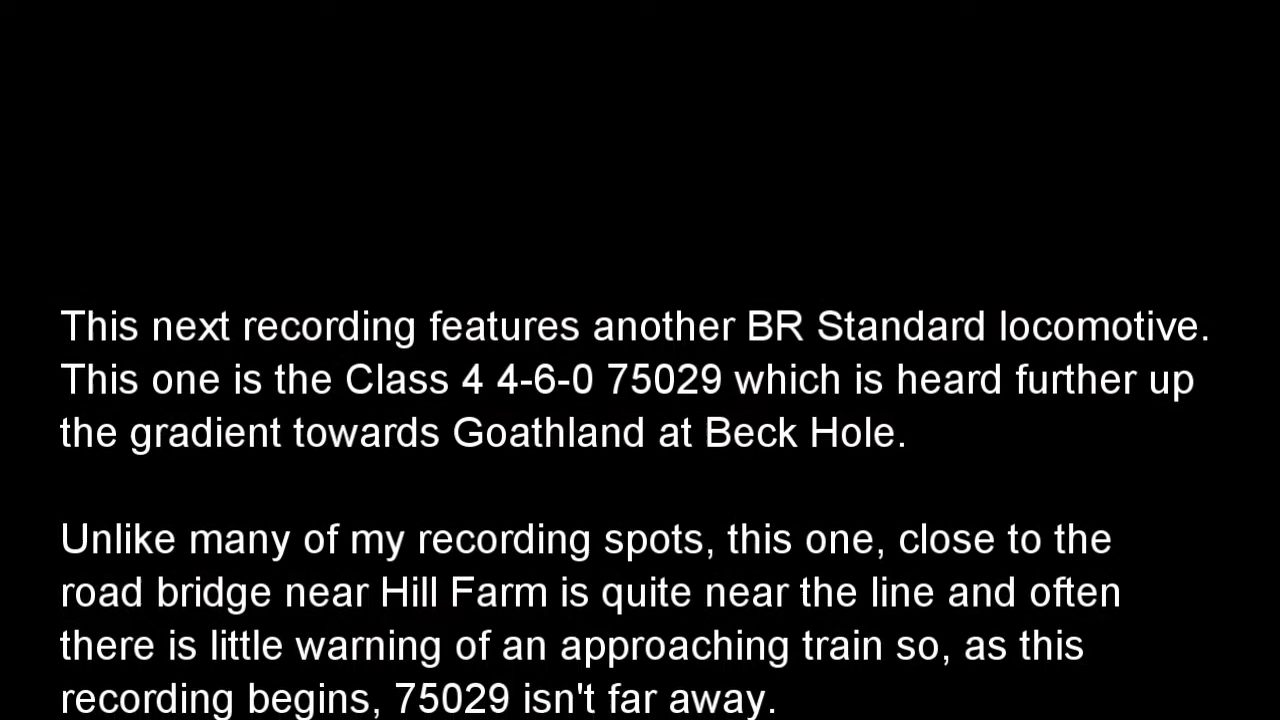 This next recording features another BR Standard locomotive.
This one is the Class 4 4-6-0 75029 which is heard further up
the gradient towards Goathland at Beck Hole.
Unlike many of my recording spots, this one, close to the
road bridge near Hill Farm is quite near the line and often
there is little warning of an approaching train so, as this
recording begins, 75029 isn't far away.